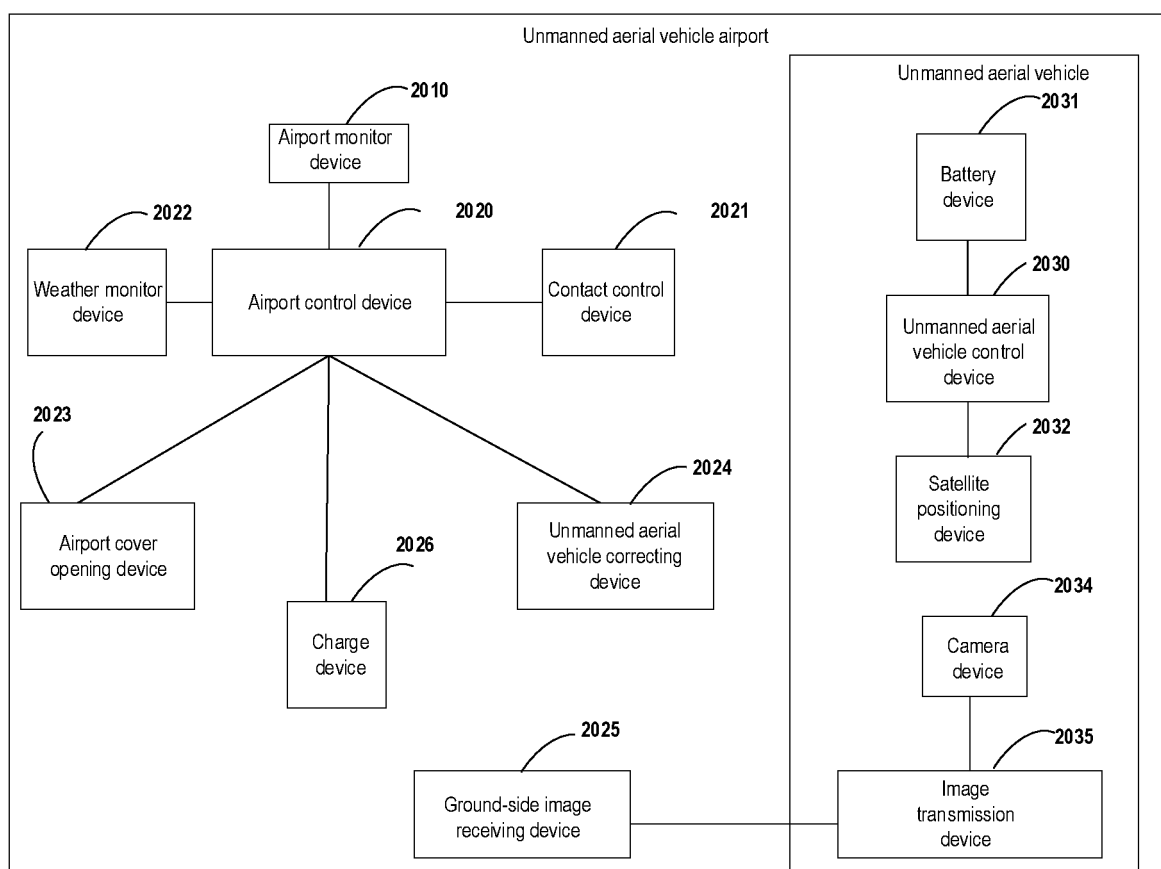 Unmanned aerial vehicle airport
Unmanned aerial vehicle
2010
Airport monitor
device
2031
Battery
device
2022
2020
2021
Weather monitor
device
Airport control device
Contact control
device
2030
Unmanned aerial
vehicle control
device
2023
2032
2024
Satellite
positioning
device
Airport cover
opening device
Unmanned aerial
vehicle correcting
device
2026
Charge
device
2034
Camera
device
2025
2035
Ground-side image
receiving device
Image
transmission
device